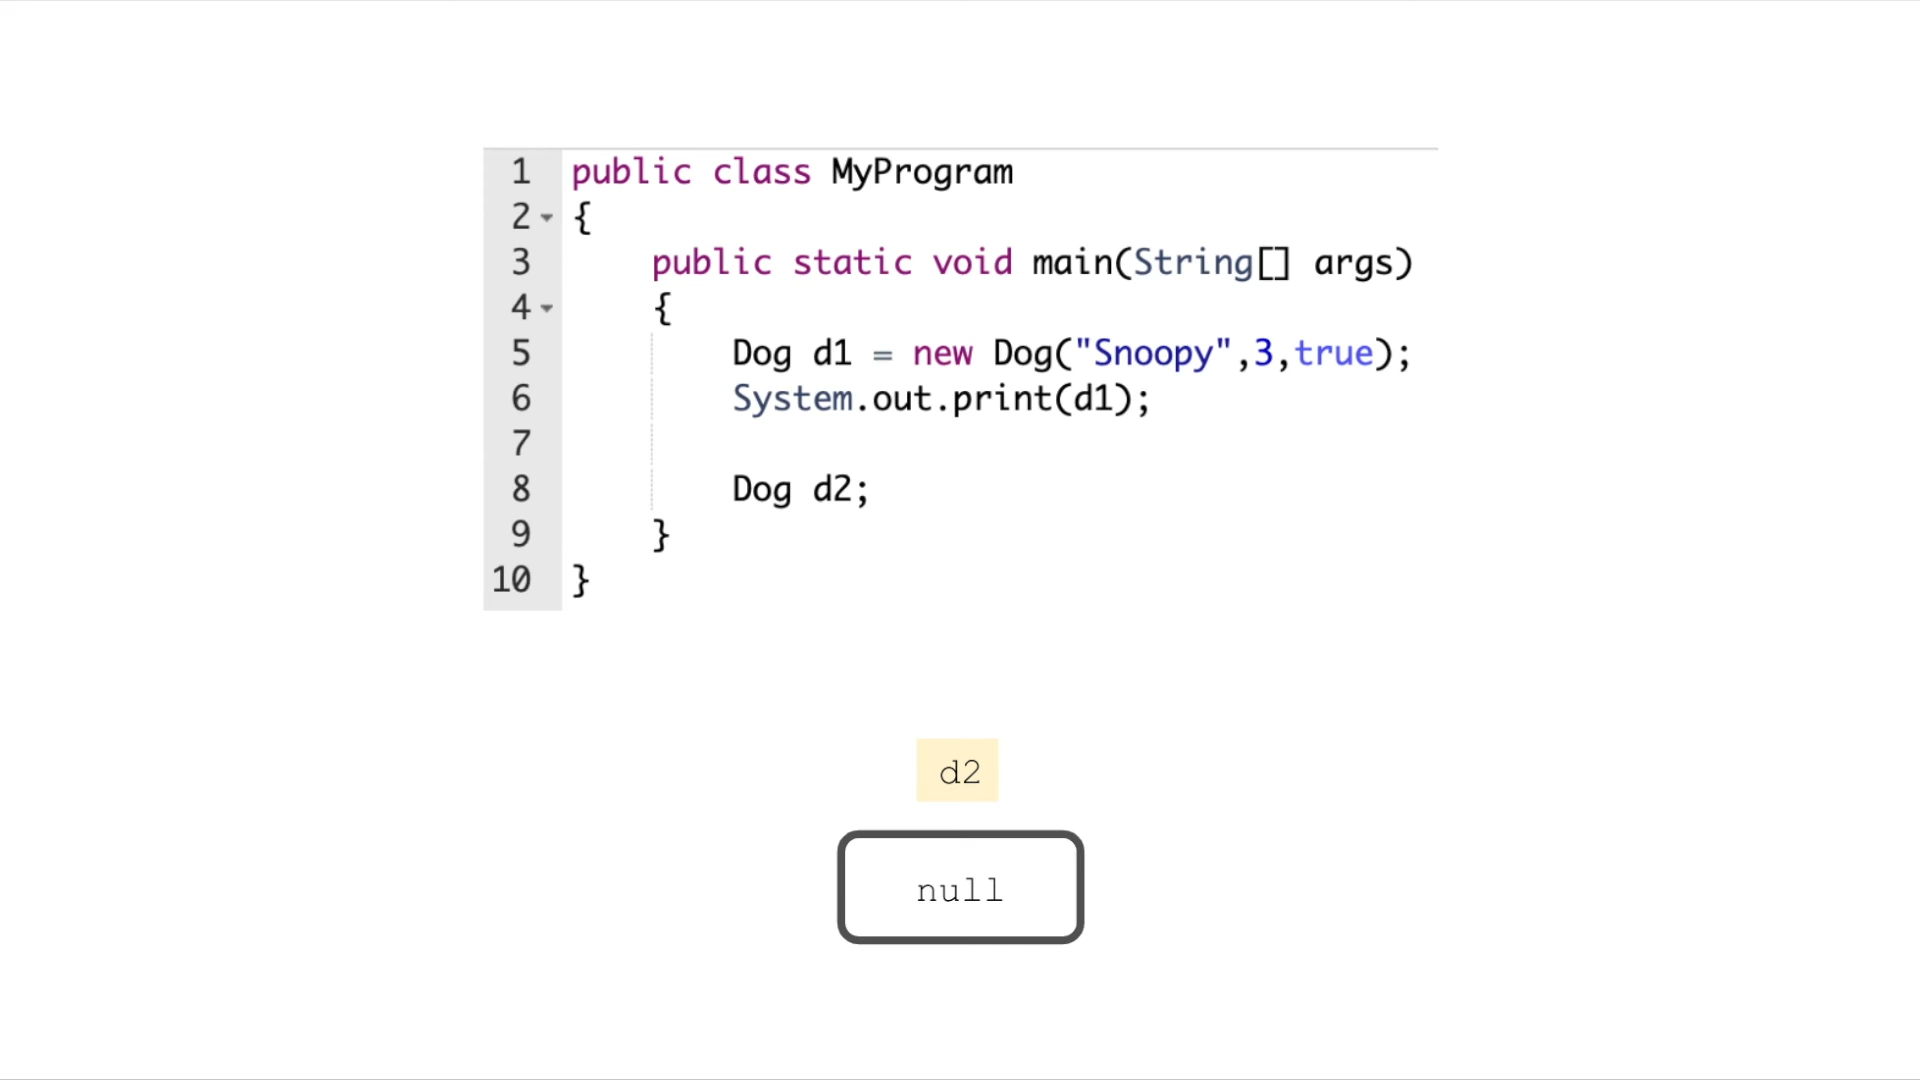 1 public class MyProgram
2 {
3     public static void main(String[] args)
4     {
5         Dog d1 = new Dog("Snoopy",3,true);
6         System.out.print(d1);
7
8         Dog d2;
9     }
10 }
d2
null